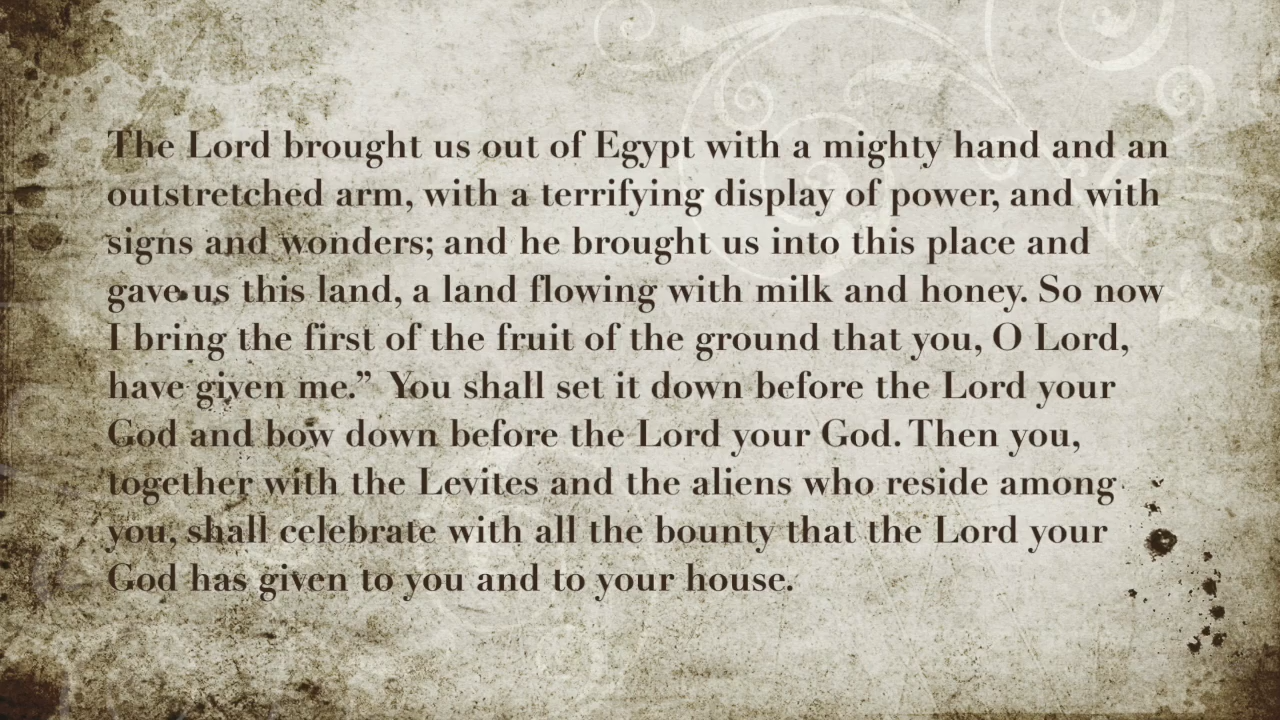 The Lord brought us out of Egypt with a mighty hand and an
outstretched arm, with a terrifying display of power, and with
signs and wonders; and he brought us into this place and
gave us this land, a land flowing with milk and honey. So now
I bring the first of the fruit of the ground that you, O Lord,
have given me.”  You shall set it down before the Lord your
God and bow down before the Lord your God. Then you,
together with the Levites and the aliens who reside among
you, shall celebrate with all the bounty that the Lord your
God has given to you and to your house.